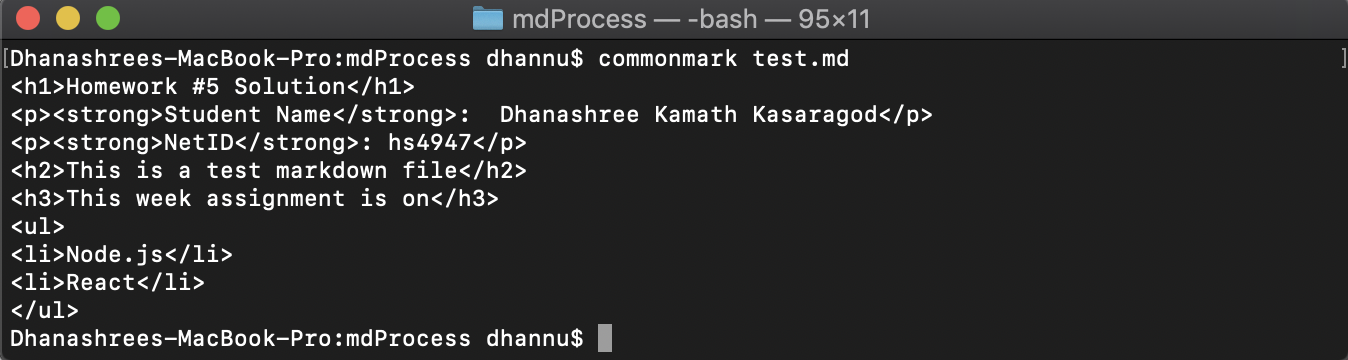 mdProcess — -bash — 95×11
[Dhanashrees-MacBook-Pro:mdProcess dhannu$ commonmark test.md ]
<h1>Homework #5 Solution</h1>
<p><strong>Student Name</strong>:  Dhanashree Kamath Kasaragod</p>
<p><strong>NetID</strong>: hs4947</p>
<h2>This is a test markdown file</h2>
<h3>This week assignment is on</h3>
<ul>
<li>Node.js</li>
<li>React</li>
</ul>
Dhanashrees-MacBook-Pro:mdProcess dhannu$